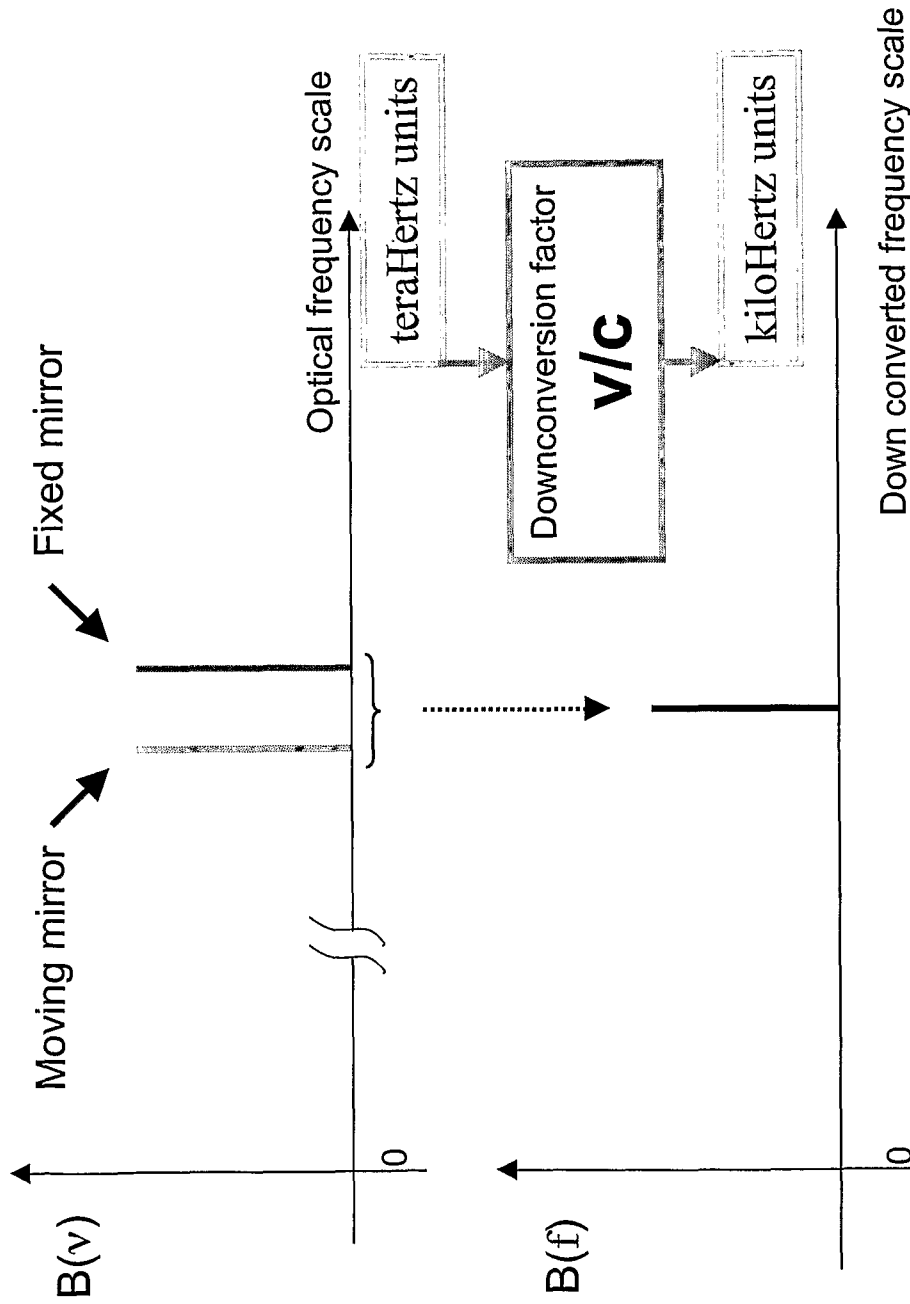 B(ν)
Moving mirror
Fixed mirror
0
Optical frequency scale
teraHertz units
Downconversion factor
v/c
kiloHertz units
B(f)
0
Down converted frequency scale